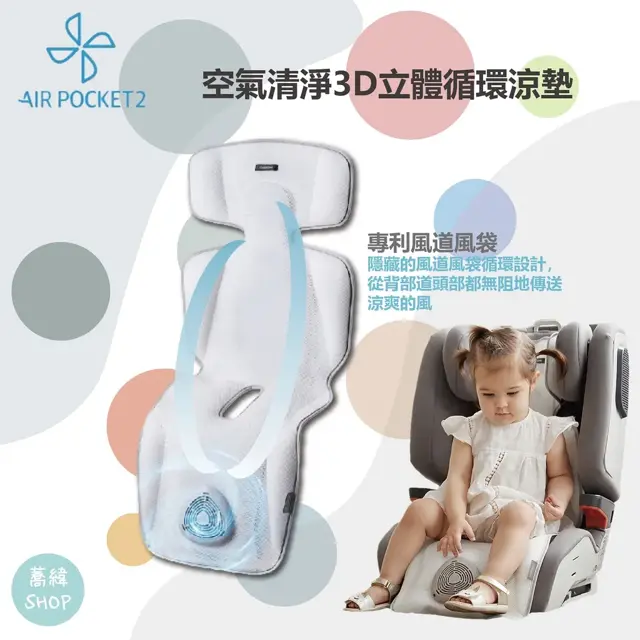 AIR POCKET2
空氣清淨3D立體循環涼墊
專利風道風袋
隱藏的風道風袋循環設計,
從背部道頭部都無阻地傳送
涼爽的風
蕎緯
SHOP